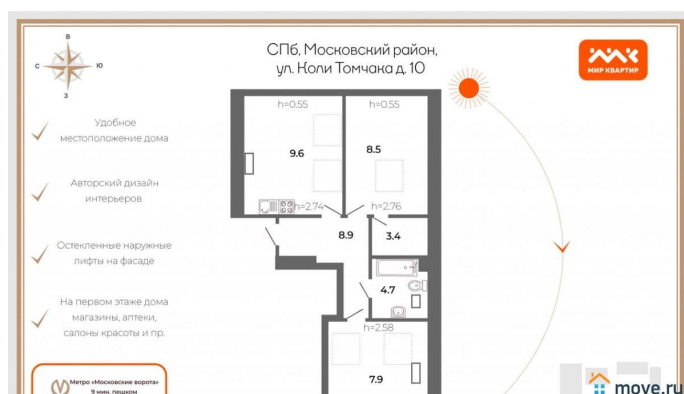 В
С
Ю
З
СПб, Московский район,
ул. Коли Томчака д. 10
МИР КВАРТИР
Удобное
местоположение дома
Авторский дизайн
интерьеров
Остекленные наружные
лифты на фасаде
На первом этаже дома
магазины, аптеки,
салоны красоты и пр.
Метро «Московские ворота»
9 мин. пешком
h=0.55
h=0.55
9.6
8.5
h=2.74
h=2.76
8.9
3.4
4.7
h=2.58
7.9
move.ru